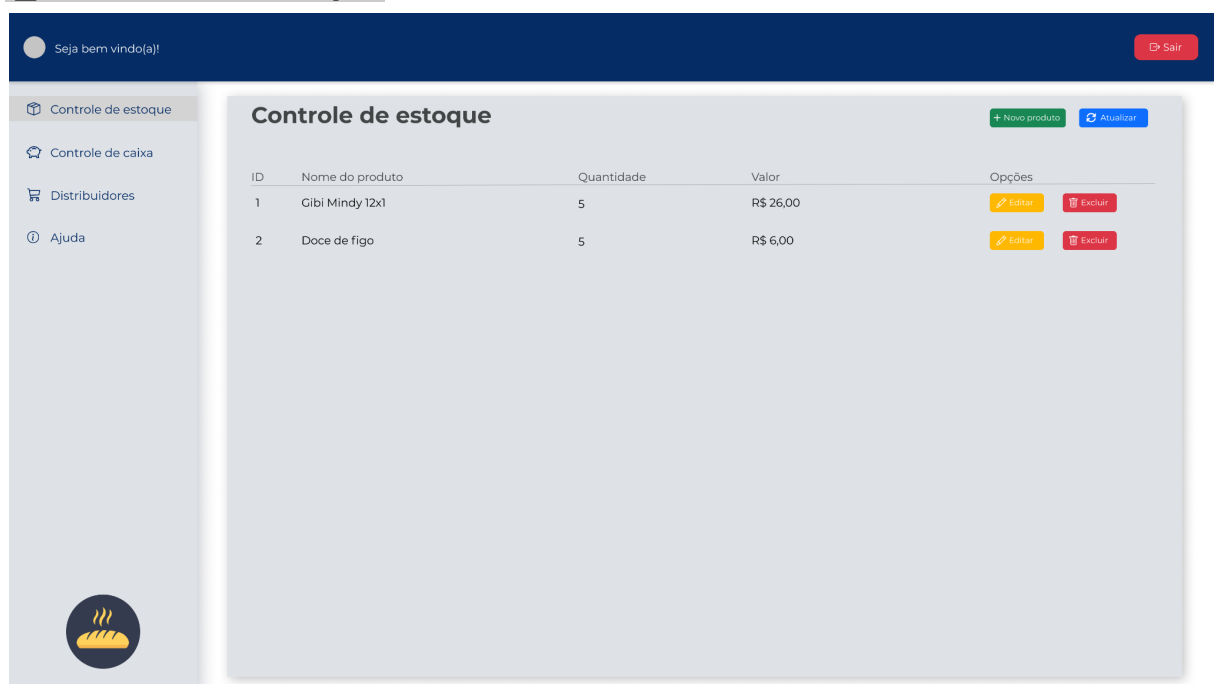 Seja bem vindo(a)!
Sair
Controle de estoque
Controle de caixa
Distribuidores
Ajuda
Controle de estoque
+ Novo produto Atualizar
ID Nome do produto Quantidade Valor Opções
1 Gibi Mindy 12x1 5 R$ 26,00 Editar Excluir
2 Doce de figo 5 R$ 6,00 Editar Excluir